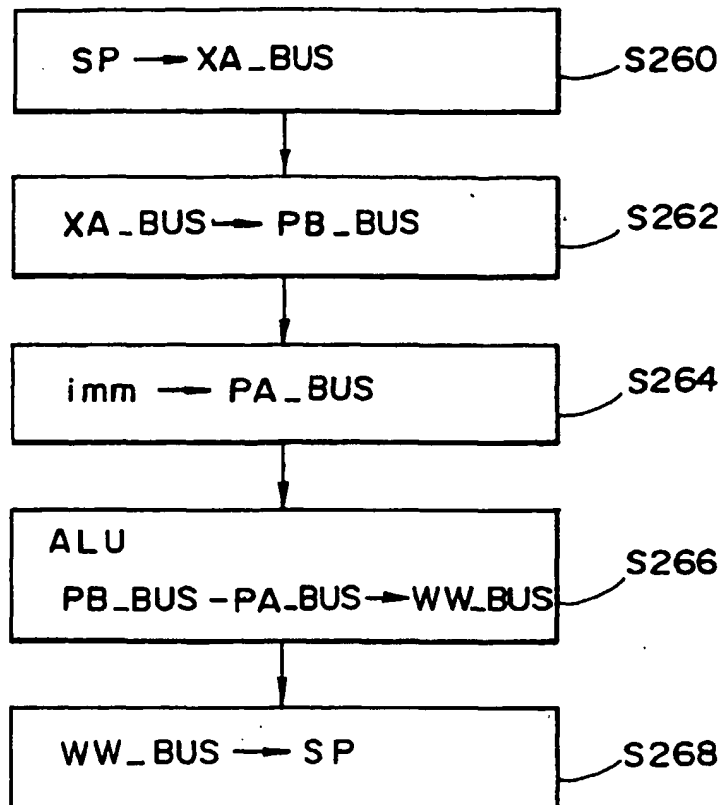 SP → XA_BUS
S260
XA_BUS → PB_BUS
S262
imm → PA_BUS
S264
ALU
PB_BUS - PA_BUS → WW_BUS
S266
WW_BUS → SP
S268